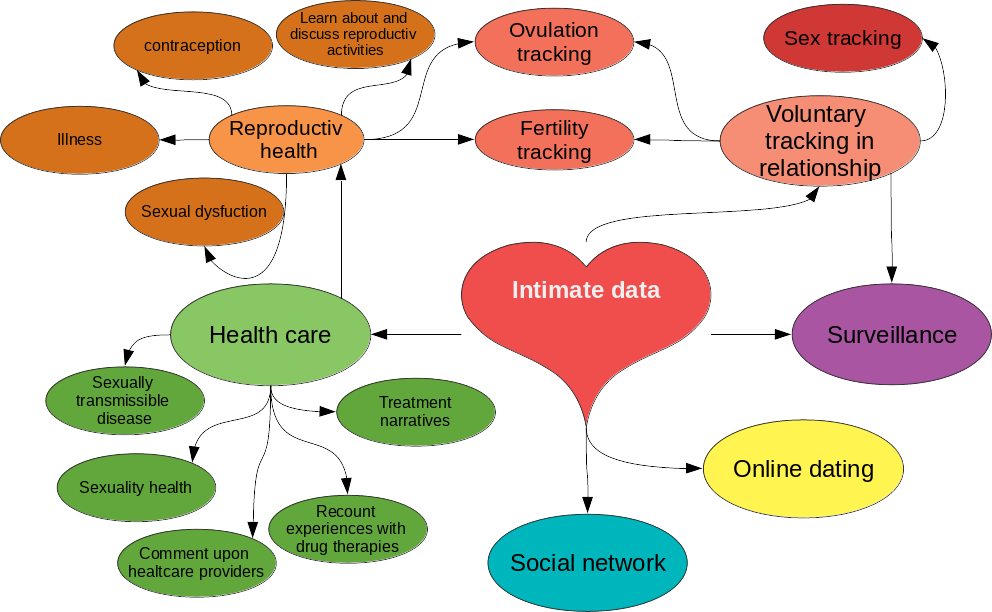 contraception
Learn about and
discuss reproductiv
activities
Ovulation
tracking
Sex tracking
Illness
Reproductiv
health
Fertility
tracking
Voluntary
tracking in
relationship
Sexual dysfuction
Intimate data
Health care
Surveillance
Sexually
transmissible
disease
Treatment
narratives
Online dating
Sexuality health
Recount
experiences with
drug therapies
Comment upon
healtcare providers
Social network